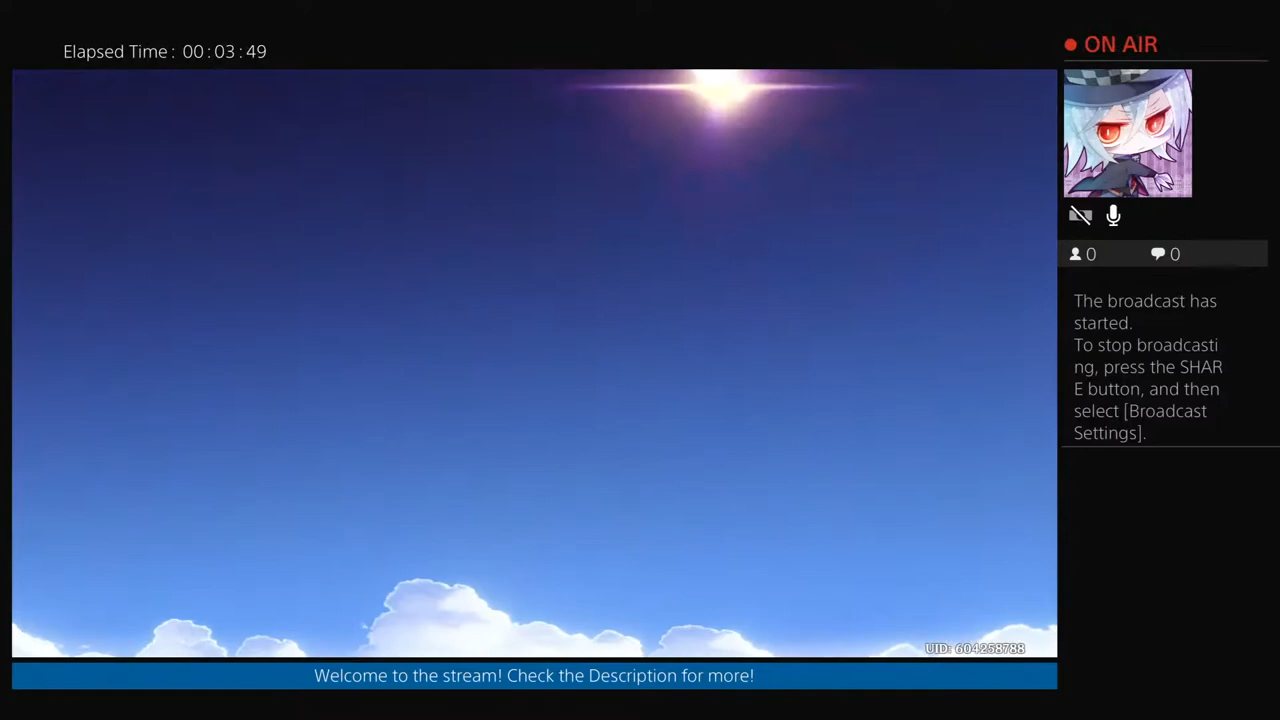 Elapsed Time: 00:03:49
ON AIR
0 0
The broadcast has
started.
To stop broadcasti
ng, press the SHAR
E button, and then
select [Broadcast
Settings].
UID: 604258788
Welcome to the stream! Check the Description for more!